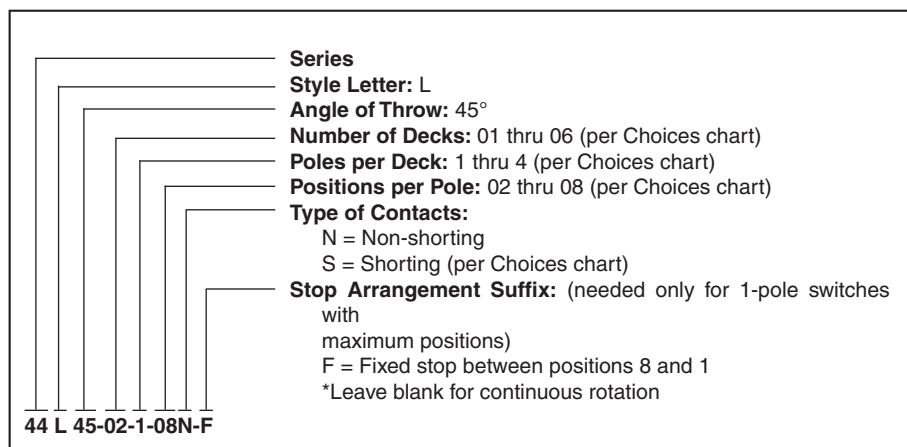 Series
Style Letter: L
Angle of Throw: 45°
Number of Decks: 01 thru 06 (per Choices chart)
Poles per Deck: 1 thru 4 (per Choices chart)
Positions per Pole: 02 thru 08 (per Choices chart)
Type of Contacts:
N = Non-shorting
S = Shorting (per Choices chart)
Stop Arrangement Suffix: (needed only for 1-pole switches
with
maximum positions)
F = Fixed stop between positions 8 and 1
*Leave blank for continuous rotation
44 L 45-02-1-08N-F